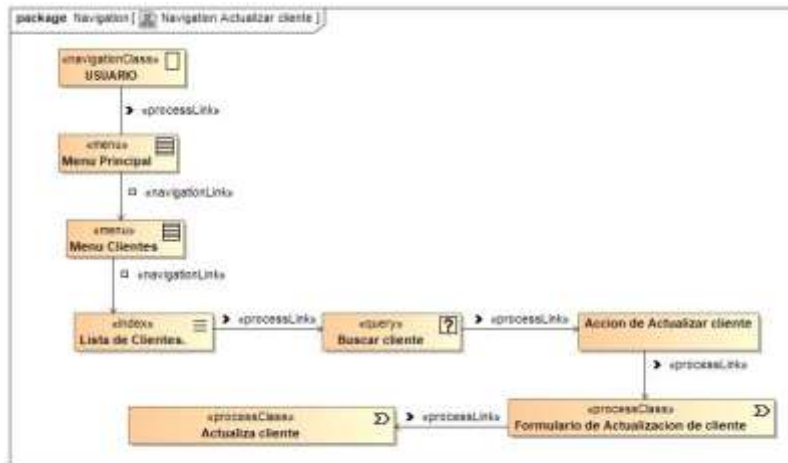 package Navigation [ Navigation Actualizar cliente ]
«navigationClass»
USUARIO
«processLink»
«menu»
Menu Principal
«navigationLink»
«menu»
Menu Clientes
«navigationLink»
«index»
Lista de Clientes.
«processLink»
«query»
Buscar cliente
«processLink»
Accion de Actualizar cliente
«processLink»
«processClass»
Formulario de Actualizacion de cliente
«processLink»
«processClass»
Actualiza cliente